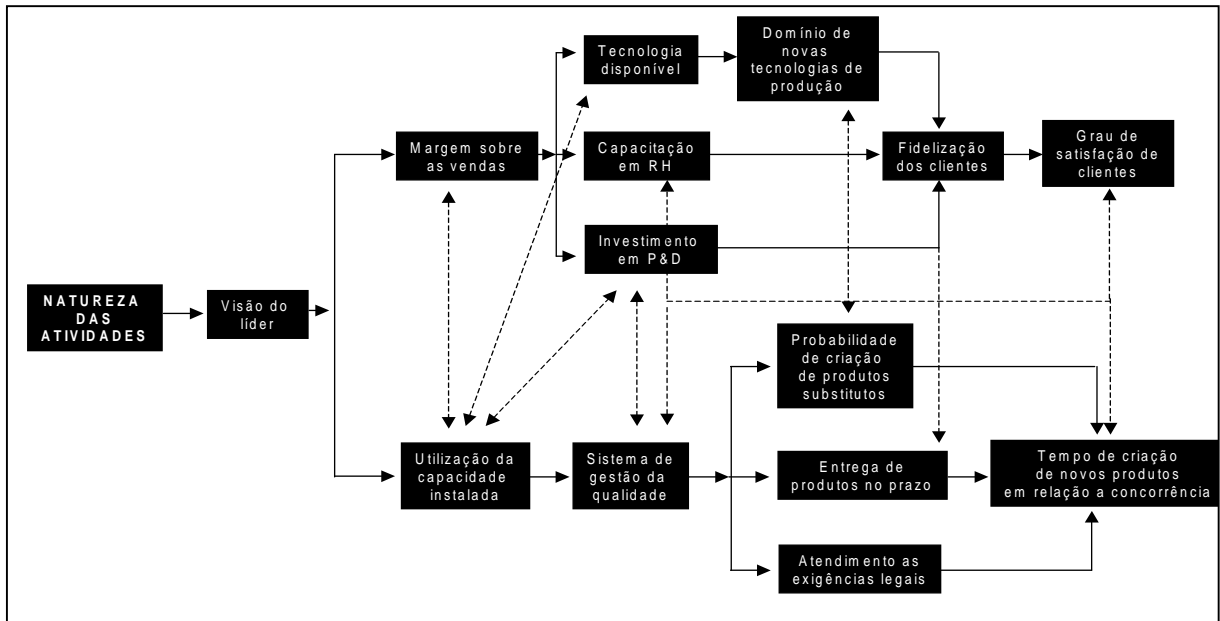 Tecnologia
disponível
Domínio de
novas
tecnologias de
produção
Margem sobre
as vendas
Capacitação
em RH
Fidelização
dos clientes
Grau de
satisfação de
clientes
Investimento
em P&D
NATUREZA
DAS
ATIVIDADES
Visão do
líder
Probabilidade
de criação
de produtos
substitutos
Utilização da
capacidade
instalada
Sistema de
gestão da
qualidade
Entrega de
produtos no prazo
Tempo de criação
de novos produtos
em relação a concorrência
Atendimento as
exigências legais